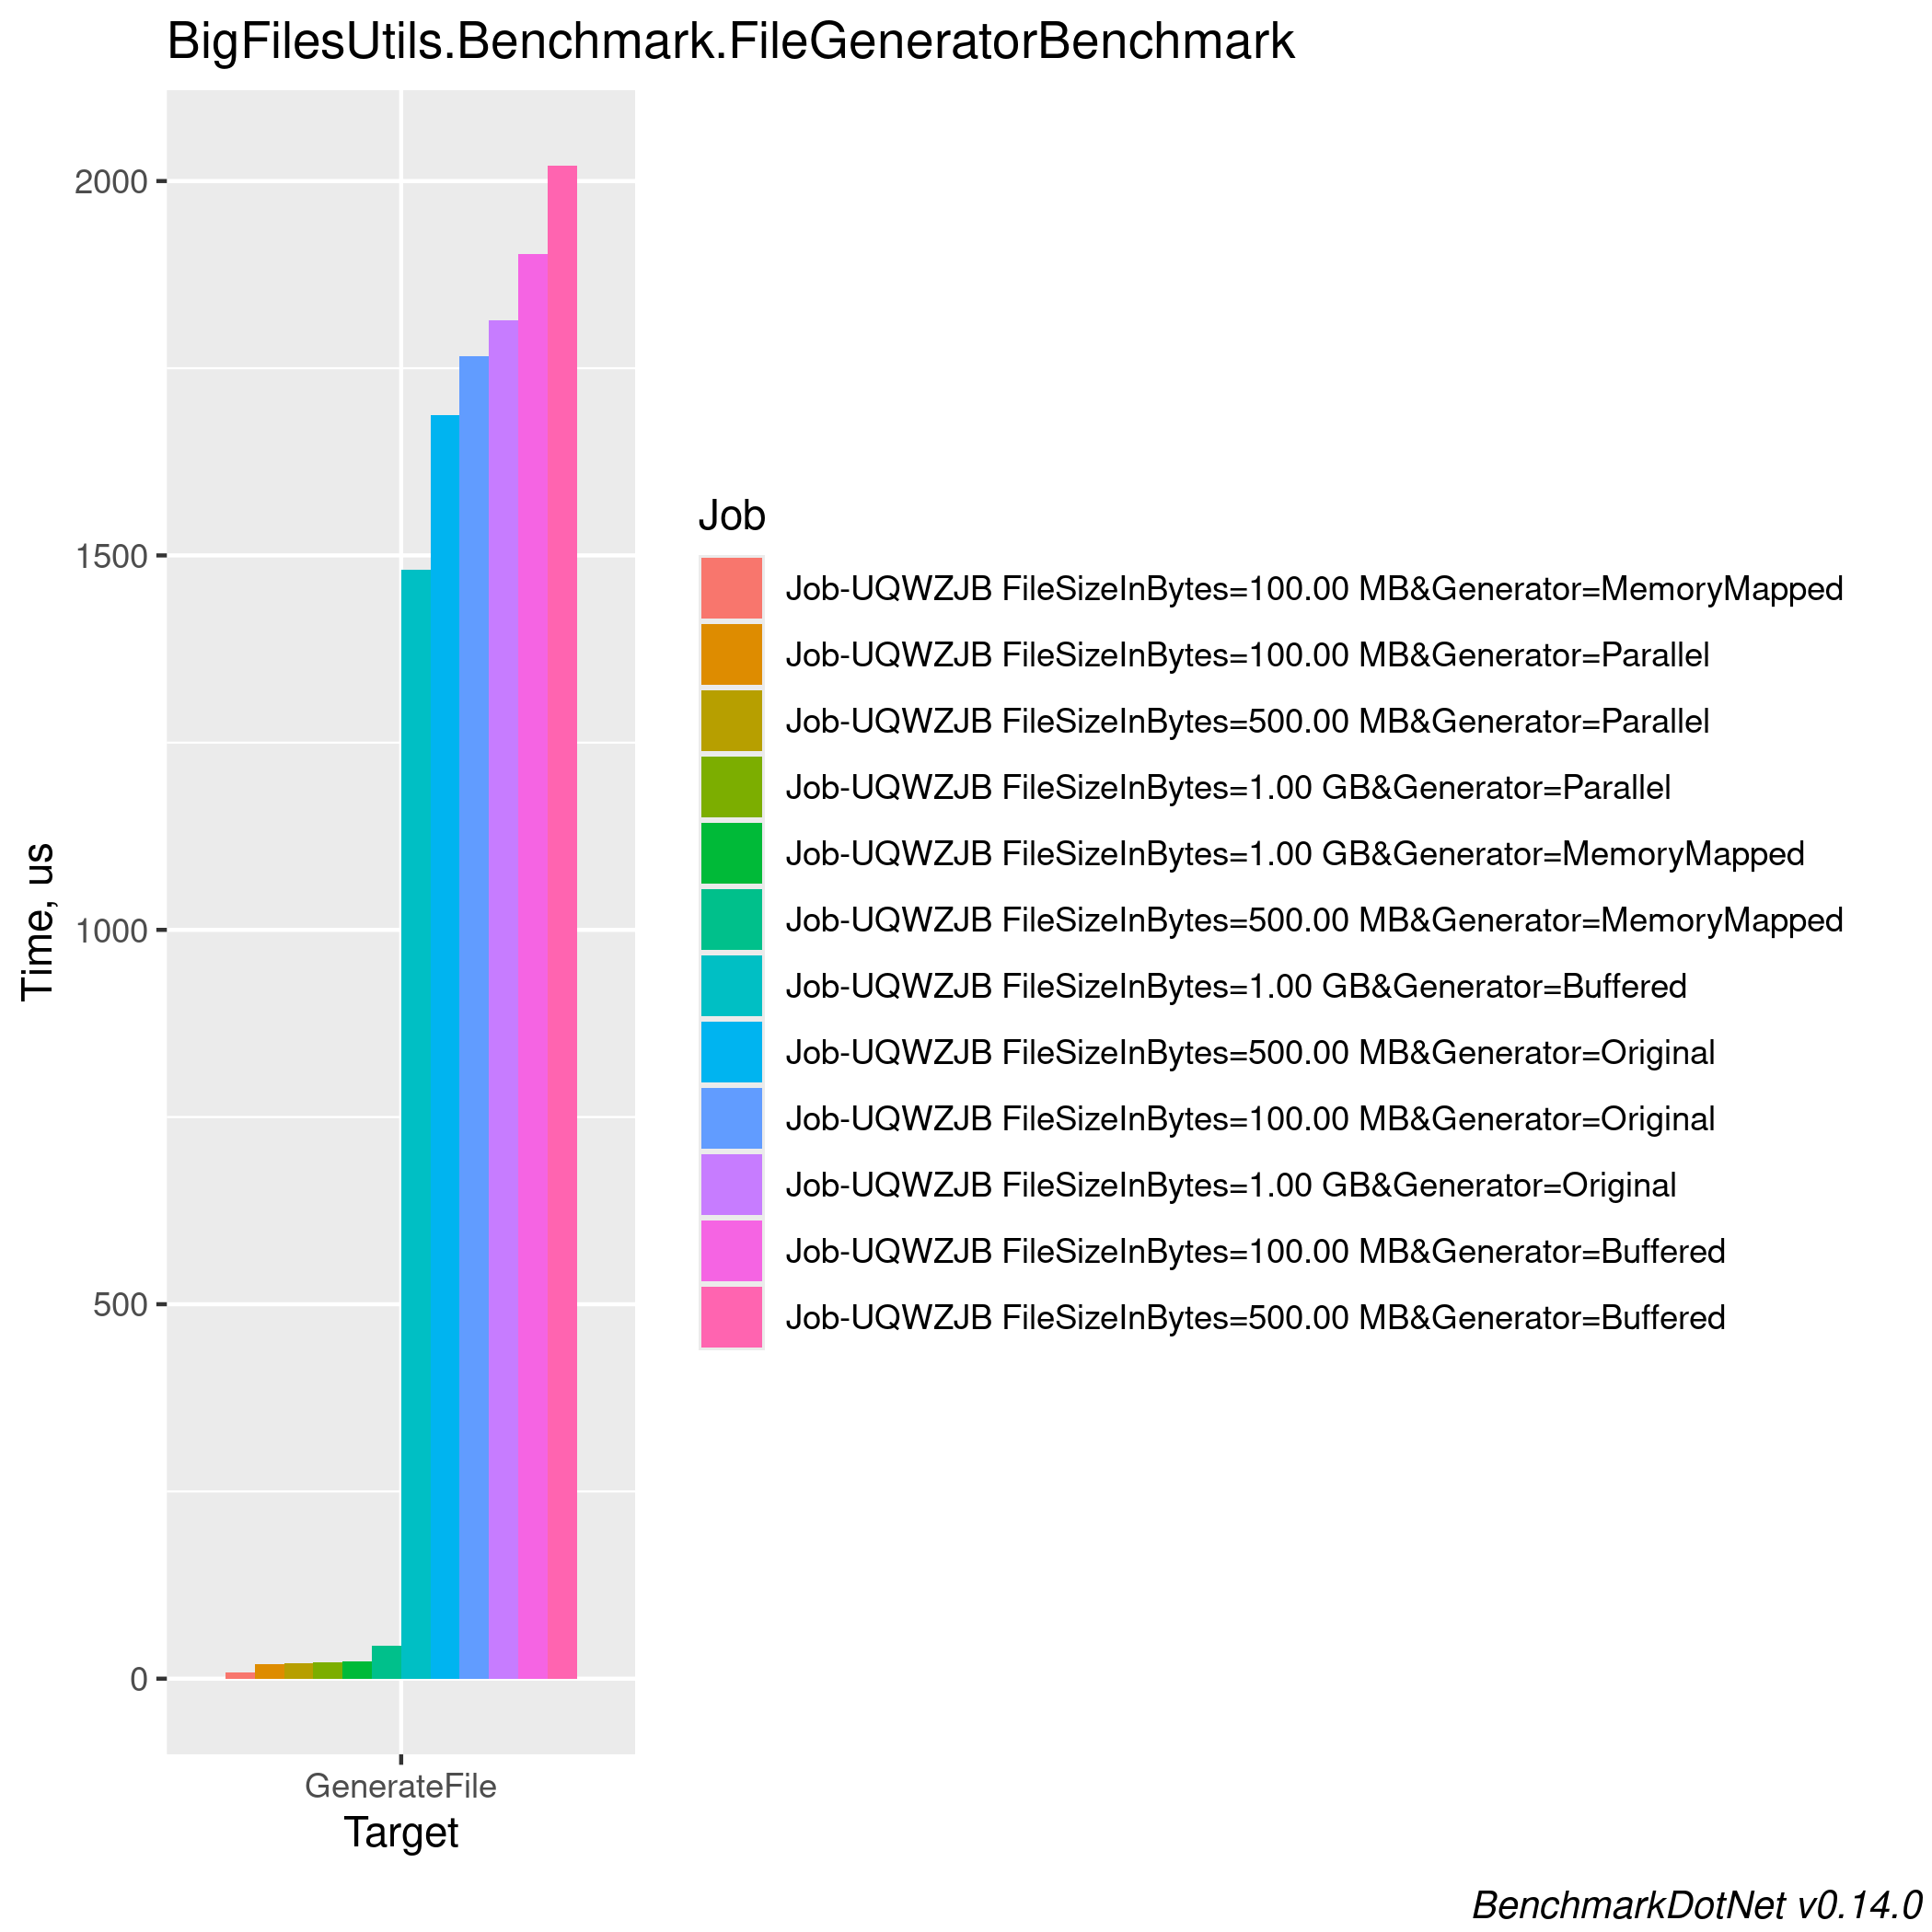 BigFilesUtils.Benchmark.FileGeneratorBenchmark
2000
1500
1000
500
0
Time, us
GenerateFile
Target
Job
Job-UQWZJB FileSizeInBytes=100.00 MB&Generator=MemoryMapped
Job-UQWZJB FileSizeInBytes=100.00 MB&Generator=Parallel
Job-UQWZJB FileSizeInBytes=500.00 MB&Generator=Parallel
Job-UQWZJB FileSizeInBytes=1.00 GB&Generator=Parallel
Job-UQWZJB FileSizeInBytes=1.00 GB&Generator=MemoryMapped
Job-UQWZJB FileSizeInBytes=500.00 MB&Generator=MemoryMapped
Job-UQWZJB FileSizeInBytes=1.00 GB&Generator=Buffered
Job-UQWZJB FileSizeInBytes=500.00 MB&Generator=Original
Job-UQWZJB FileSizeInBytes=100.00 MB&Generator=Original
Job-UQWZJB FileSizeInBytes=1.00 GB&Generator=Original
Job-UQWZJB FileSizeInBytes=100.00 MB&Generator=Buffered
Job-UQWZJB FileSizeInBytes=500.00 MB&Generator=Buffered
BenchmarkDotNet v0.14.0